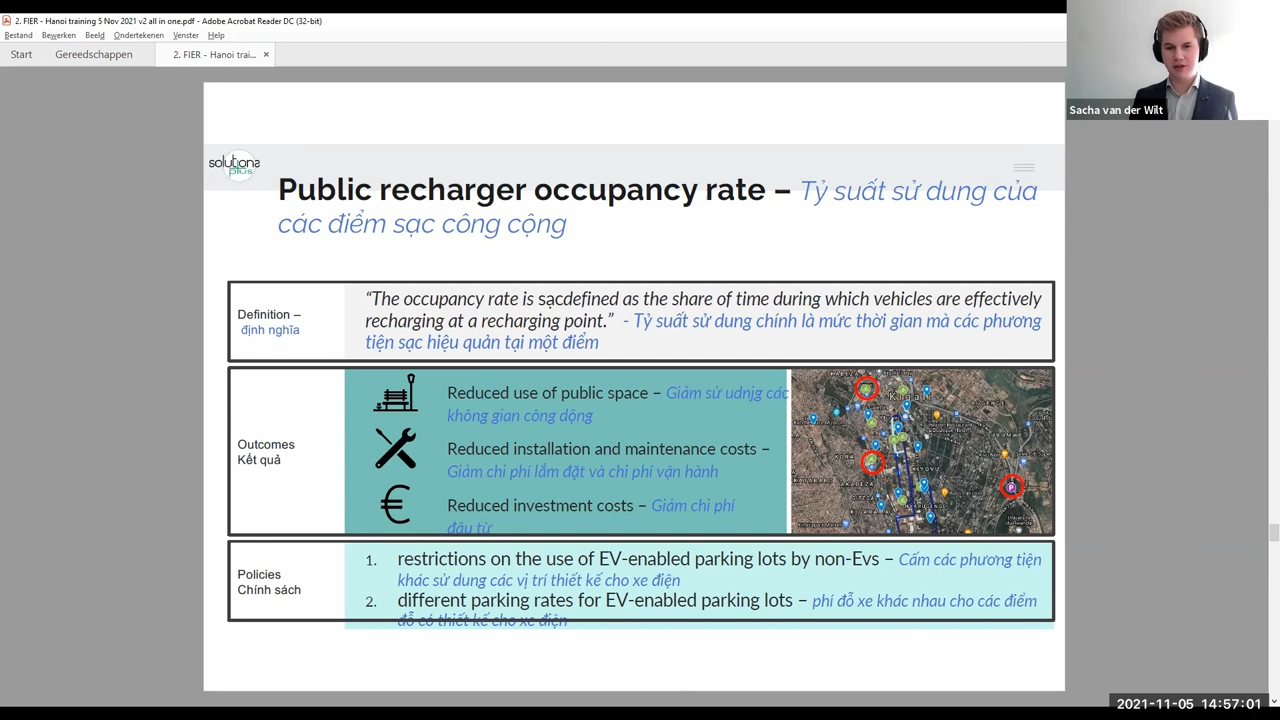 2. FIER - Hanoi training 5 Nov 2021 v2 all in one.pdf - Adobe Acrobat Reader DC (32-bit)
Bestand Bewerken Beeld Ondertekenen Venster Help
Start Gereedschappen 2. FIER - Hanoi trai... ×
Sacha van der Wilt
solutions
plus
Public recharger occupancy rate – Tỷ suất sử dung của
các điểm sạc công cộng
Definition –
định nghĩa
“The occupancy rate is sạcdefined as the share of time during which vehicles are effectively
recharging at a recharging point.” - Tỷ suất sử dung chính là mức thời gian mà các phương
tiện sạc hiệu quản tại một điểm
Outcomes
Kết quả
Reduced use of public space – Giảm sử udnjg các
không gian công dộng
Reduced installation and maintenance costs –
Giảm chi phí lắm đặt và chi phí vận hành
Reduced investment costs – Giảm chi phí
đâu từ
Kigali
KIYOVU
Policies
Chính sách
1. restrictions on the use of EV-enabled parking lots by non-Evs – Cấm các phương tiện
khác sử dụng các vị trí thiết kế cho xe điện
2. different parking rates for EV-enabled parking lots – phí đỗ xe khác nhau cho các điểm
đỗ có thiết kế cho xe điện
2021-11-05 14:57:01